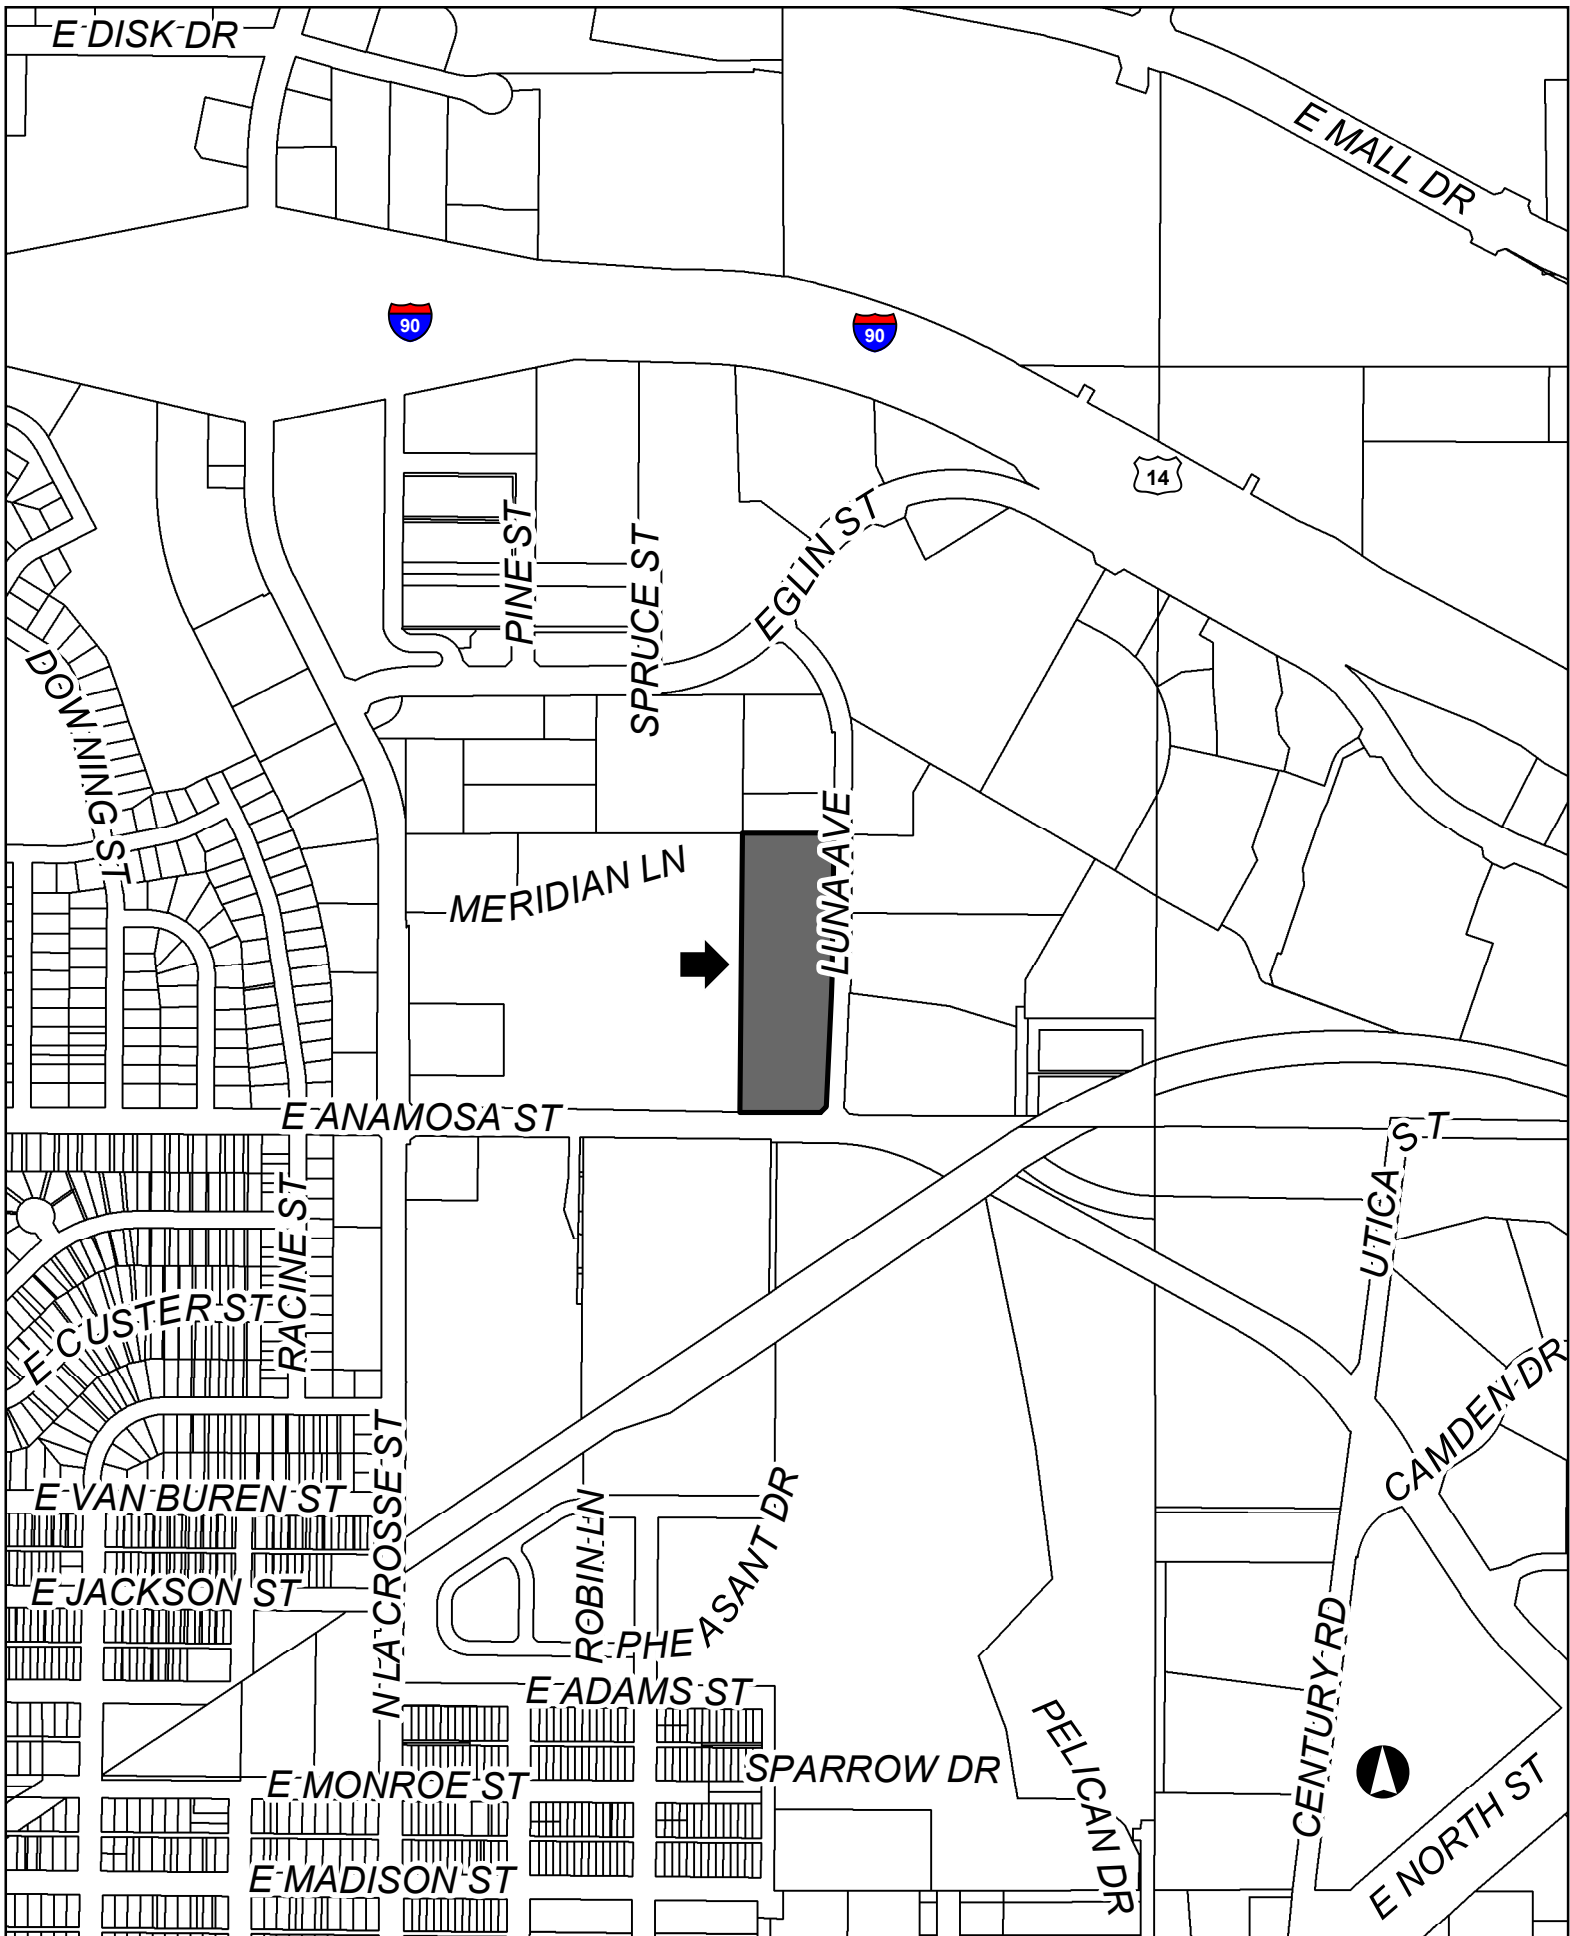 E DISK DR
E MALL DR
90
90
14
EGLIN ST
PINE ST
SPRUCE ST
DOWNING ST
LUNA AVE
MERIDIAN LN
E ANAMOSA ST
UTICA ST
RACINE ST
E CUSTER ST
CAMDEN DR
N LA CROSSE ST
E VAN BUREN ST
ROBIN LN
PHEASANT DR
E JACKSON ST
E ADAMS ST
CENTURY RD
PELICAN DR
SPARROW DR
E MONROE ST
E NORTH ST
E MADISON ST